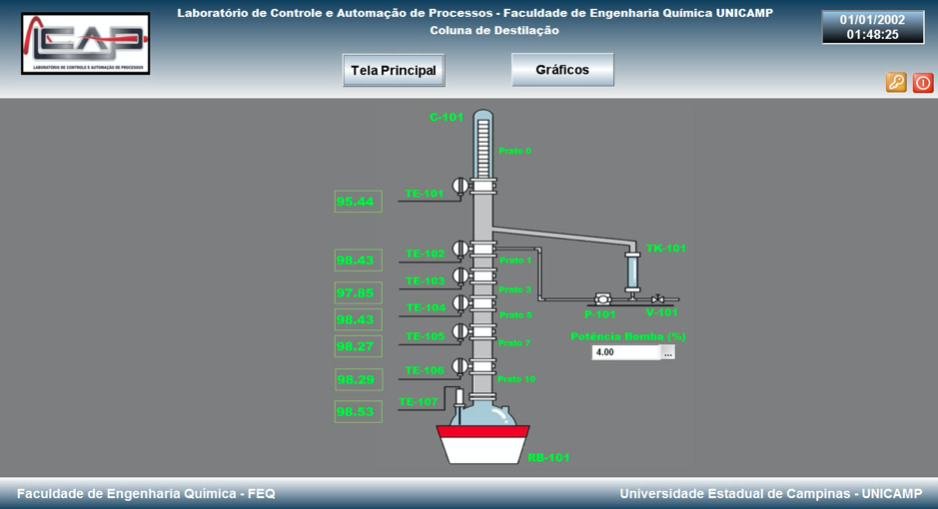 Laboratório de Controle e Automação de Processos - Faculdade de Engenharia Química UNICAMP
Coluna de Destilação
LCAP
LABORATÓRIO DE CONTROLE E AUTOMAÇÃO DE PROCESSOS
01/01/2002
01:48:25
Tela Principal
Gráficos
C-101
Prato 0
TE-101
95.44
TK-101
TE-102
98.43
Prato 1
TE-103
97.85
Prato 3
TE-104
98.43
Prato 5
P-101
V-101
TE-105
98.27
Prato 7
Potência Bomba (%)
4.00
...
TE-106
98.29
Prato 10
TE-107
98.53
RB-101
Faculdade de Engenharia Química - FEQ
Universidade Estadual de Campinas - UNICAMP